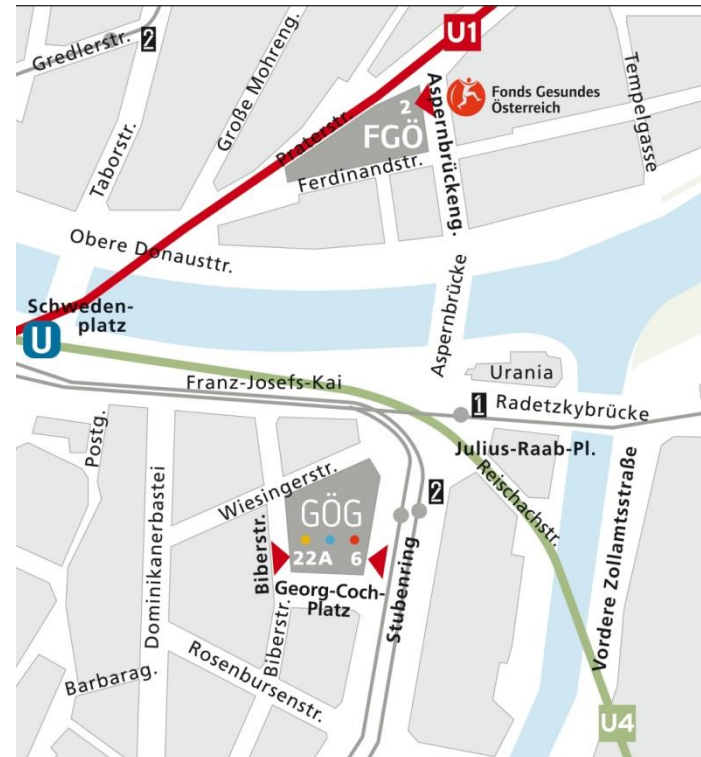 Gredlerstr.
2
U1
Große Mohreng.
Taborstr.
Praterstr.
2
FGÖ
Aspernbrückeng.
Fonds Gesundes
Österreich
Tempelgasse
Ferdinandstr.
Obere Donausttr.
Schweden-
platz
U
Aspernbrücke
Franz-Josefs-Kai
Urania
1
Radetzkybrücke
Postg.
Julius-Raab-Pl.
Reischachstr.
Dominikanerbastei
Wiesingerstr.
GÖG
22A 6
2
Biberstr.
Georg-Coch-
Platz
Stubenring
Vordere Zollamtsstraße
Biberstr.
Rosenbursenstr.
Barbarag.
U4